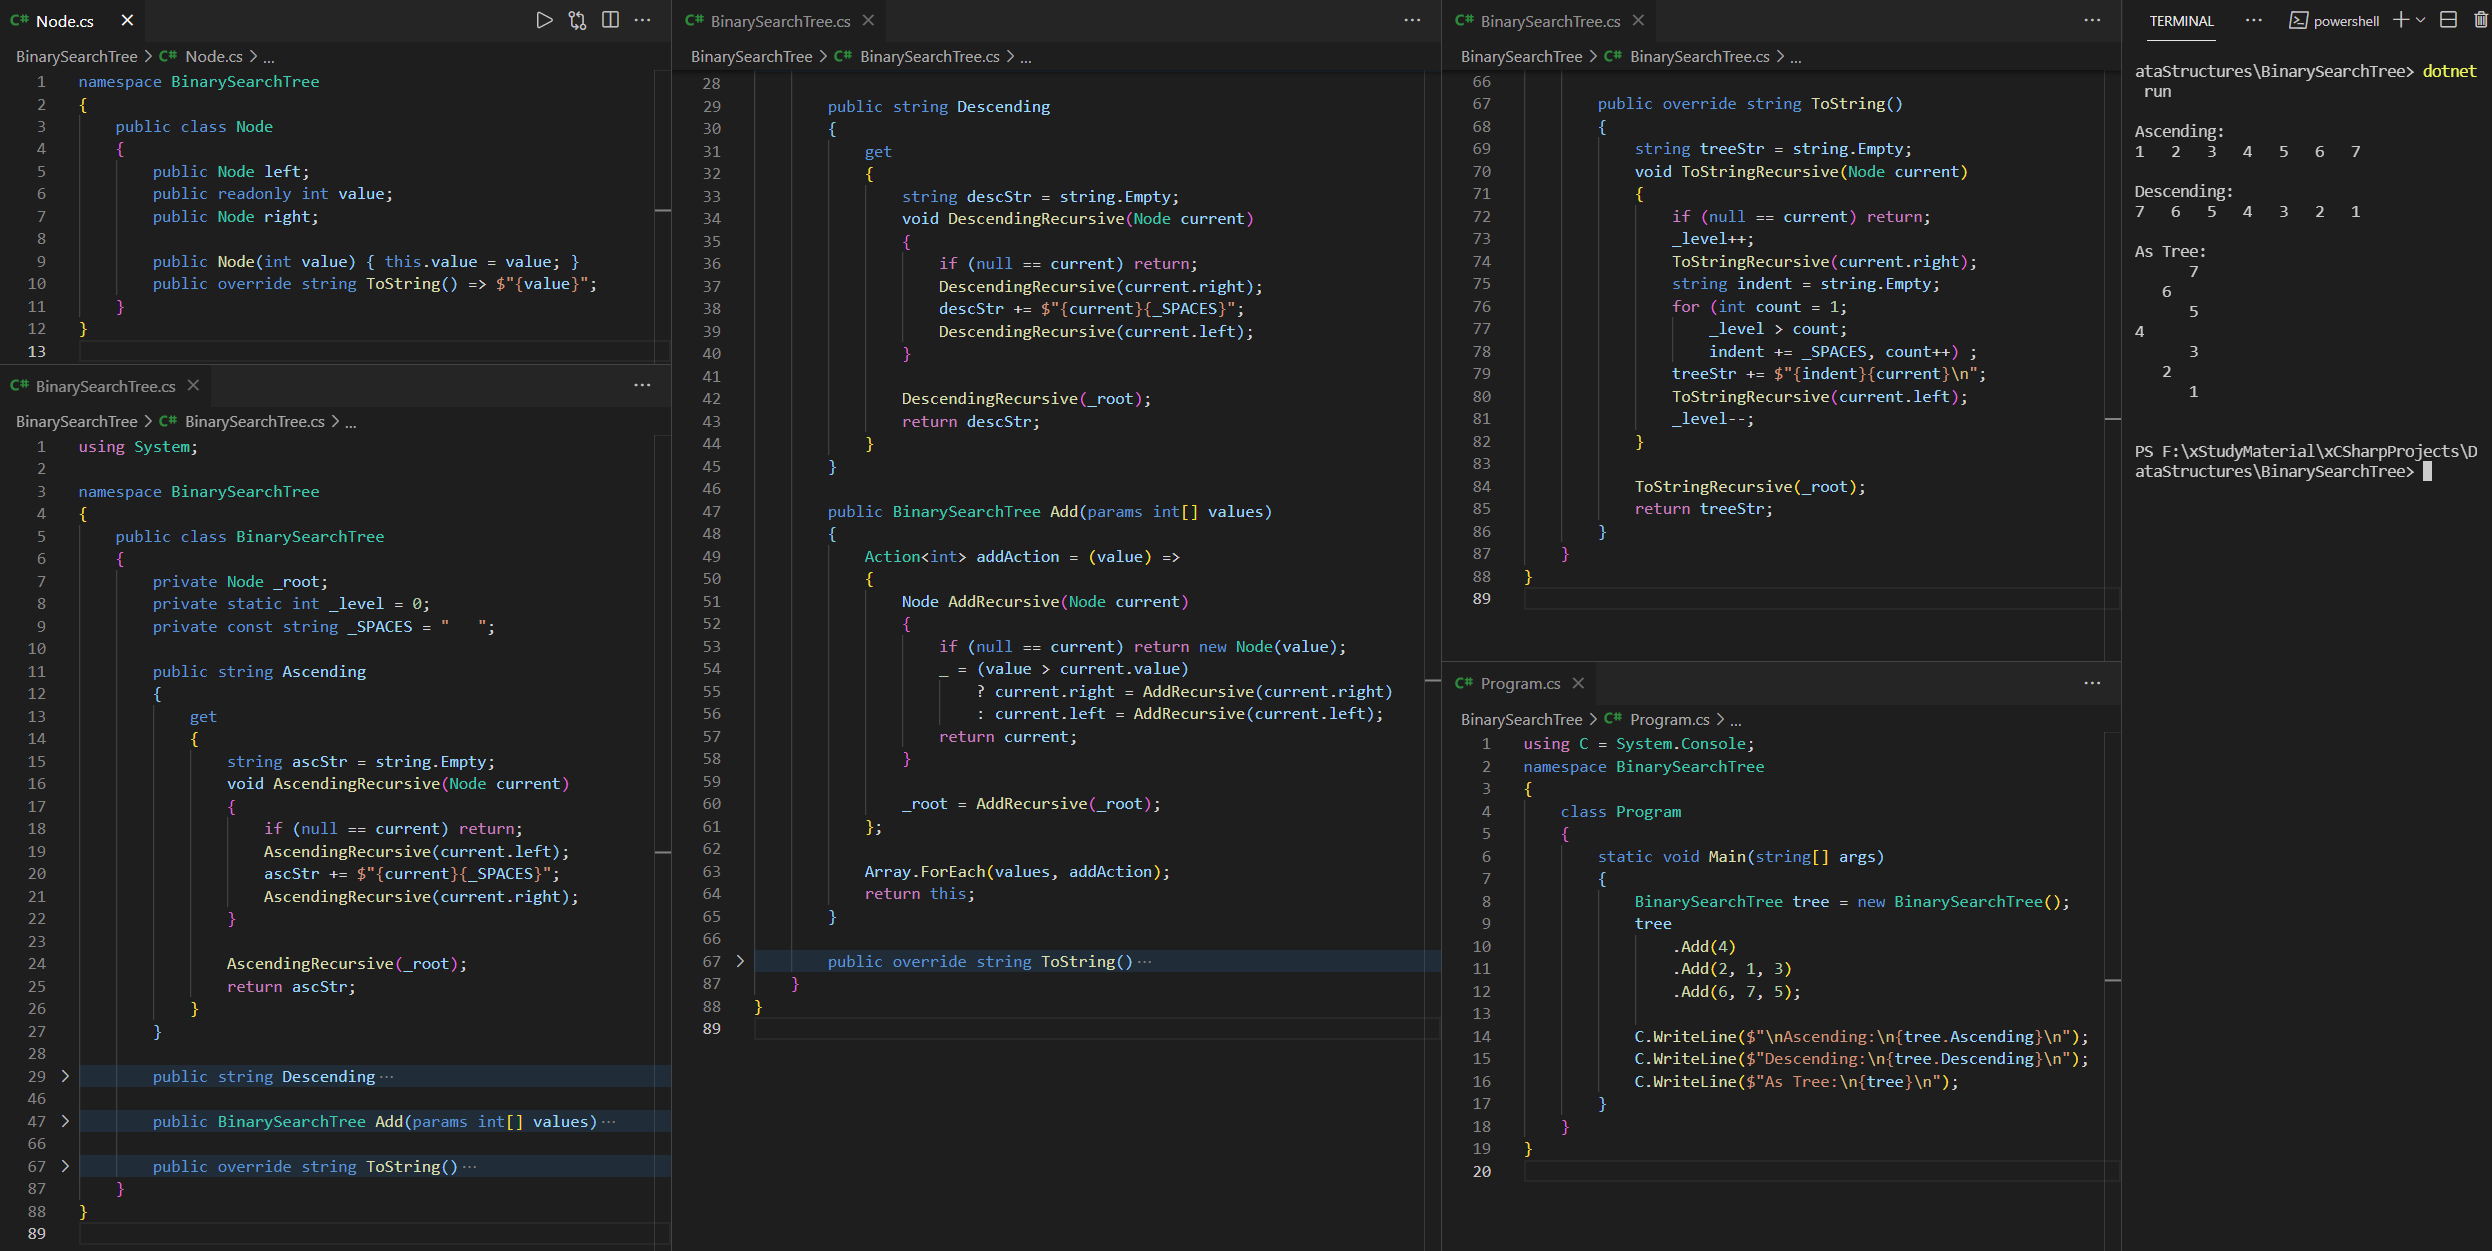 C# Node.cs
BinarySearchTree > C# Node.cs > ...
1 namespace BinarySearchTree
2 {
3     public class Node
4     {
5         public Node left;
6         public readonly int value;
7         public Node right;
8
9         public Node(int value) { this.value = value; }
10         public override string ToString() => $"{value}";
11     }
12 }
13
C# BinarySearchTree.cs
BinarySearchTree > C# BinarySearchTree.cs > ...
1 using System;
2
3 namespace BinarySearchTree
4 {
5     public class BinarySearchTree
6     {
7         private Node _root;
8         private static int _level = 0;
9         private const string _SPACES = "   ";
10
11         public string Ascending
12         {
13             get
14             {
15                 string ascStr = string.Empty;
16                 void AscendingRecursive(Node current)
17                 {
18                     if (null == current) return;
19                     AscendingRecursive(current.left);
20                     ascStr += $"{current}{_SPACES}";
21                     AscendingRecursive(current.right);
22                 }
23
24                 AscendingRecursive(_root);
25                 return ascStr;
26             }
27         }
28
29 >         public string Descending ···
46
47 >         public BinarySearchTree Add(params int[] values) ···
66
67 >         public override string ToString() ···
87     }
88 }
89
C# BinarySearchTree.cs
BinarySearchTree > C# BinarySearchTree.cs > ...
28
29         public string Descending
30         {
31             get
32             {
33                 string descStr = string.Empty;
34                 void DescendingRecursive(Node current)
35                 {
36                     if (null == current) return;
37                     DescendingRecursive(current.right);
38                     descStr += $"{current}{_SPACES}";
39                     DescendingRecursive(current.left);
40                 }
41
42                 DescendingRecursive(_root);
43                 return descStr;
44             }
45         }
46
47         public BinarySearchTree Add(params int[] values)
48         {
49             Action<int> addAction = (value) =>
50             {
51                 Node AddRecursive(Node current)
52                 {
53                     if (null == current) return new Node(value);
54                     _ = (value > current.value)
55                         ? current.right = AddRecursive(current.right)
56                         : current.left = AddRecursive(current.left);
57                     return current;
58                 }
59
60                 _root = AddRecursive(_root);
61             };
62
63             Array.ForEach(values, addAction);
64             return this;
65         }
66
67 >         public override string ToString() ···
87     }
88 }
89
C# BinarySearchTree.cs
BinarySearchTree > C# BinarySearchTree.cs > ...
66
67         public override string ToString()
68         {
69             string treeStr = string.Empty;
70             void ToStringRecursive(Node current)
71             {
72                 if (null == current) return;
73                 _level++;
74                 ToStringRecursive(current.right);
75                 string indent = string.Empty;
76                 for (int count = 1;
77                     _level > count;
78                     indent += _SPACES, count++) ;
79                 treeStr += $"{indent}{current}\n";
80                 ToStringRecursive(current.left);
81                 _level--;
82             }
83
84             ToStringRecursive(_root);
85             return treeStr;
86         }
87     }
88 }
89
C# Program.cs
BinarySearchTree > C# Program.cs > ...
1 using C = System.Console;
2 namespace BinarySearchTree
3 {
4     class Program
5     {
6         static void Main(string[] args)
7         {
8             BinarySearchTree tree = new BinarySearchTree();
9             tree
10                 .Add(4)
11                 .Add(2, 1, 3)
12                 .Add(6, 7, 5);
13
14             C.WriteLine($"\nAscending:\n{tree.Ascending}\n");
15             C.WriteLine($"Descending:\n{tree.Descending}\n");
16             C.WriteLine($"As Tree:\n{tree}\n");
17         }
18     }
19 }
20
TERMINAL ··· powershell
ataStructures\BinarySearchTree> dotnet
 run
Ascending:
1   2   3   4   5   6   7
Descending:
7   6   5   4   3   2   1
As Tree:
      7
   6
      5
4
      3
   2
      1
PS F:\xStudyMaterial\xCSharpProjects\D
ataStructures\BinarySearchTree>